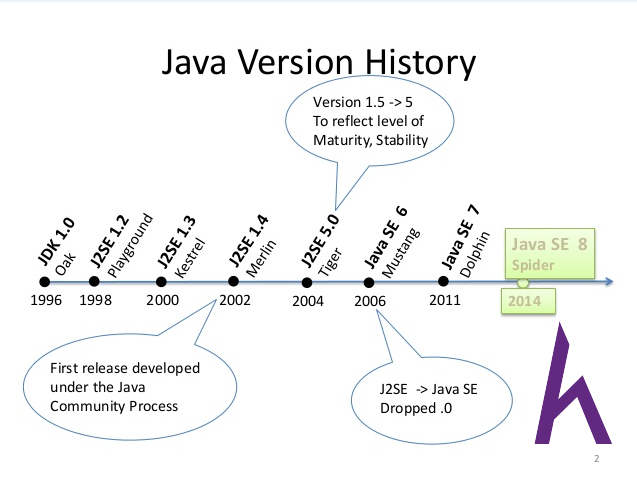 Java Version History
Version 1.5 -> 5
To reflect level of
Maturity, Stability
JDK 1.0
Oak
J2SE 1.2
Playground
J2SE 1.3
Kestrel
J2SE 1.4
Merlin
J2SE 5.0
Tiger
Java SE 6
Mustang
Java SE 7
Dolphin
Java SE 8
Spider
1996 1998 2000 2002 2004 2006 2011 2014
First release developed
under the Java
Community Process
J2SE -> Java SE
Dropped .0
2